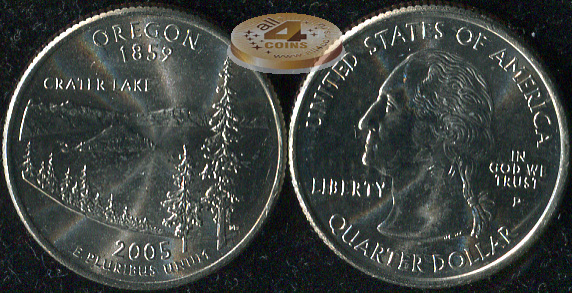 OREGON
1859
CRATER LAKE
2005
E PLURIBUS UNUM
all
4
COINS
UNITED STATES OF AMERICA
LIBERTY
IN
GOD WE
TRUST
P
QUARTER DOLLAR